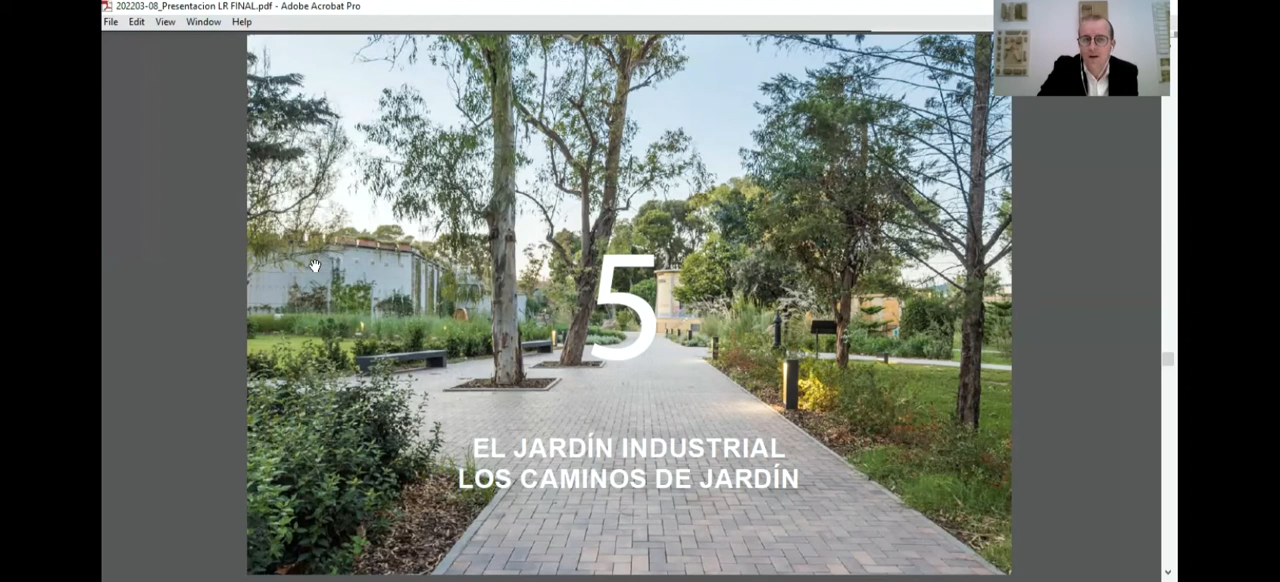 202203-08_Presentacion LR FINAL.pdf - Adobe Acrobat Pro
File Edit View Window Help
5
EL JARDÍN INDUSTRIAL
LOS CAMINOS DE JARDÍN